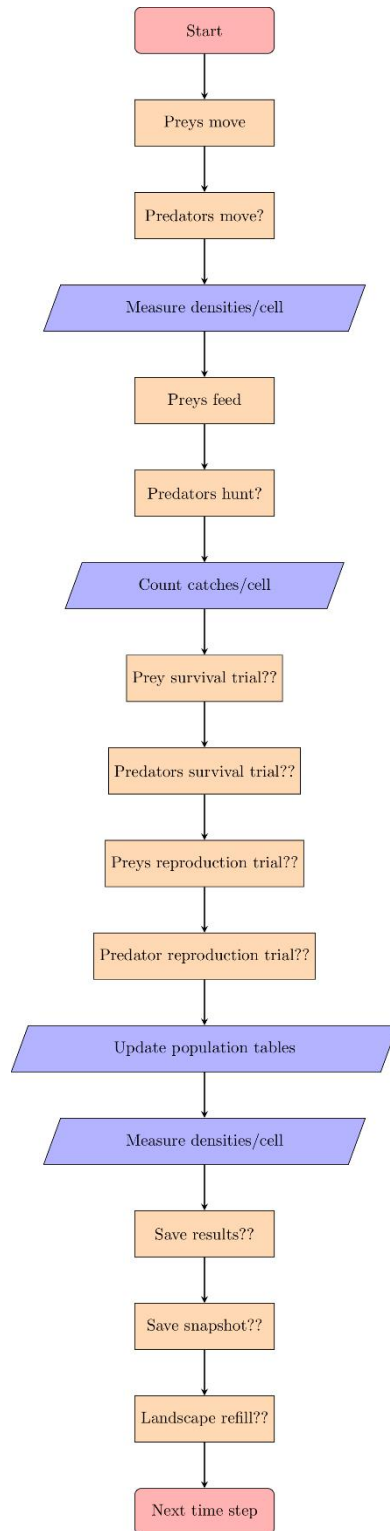 Start
Preys move
Predators move?
Measure densities/cell
Preys feed
Predators hunt?
Count catches/cell
Prey survival trial??
Predators survival trial??
Preys reproduction trial??
Predator reproduction trial??
Update population tables
Measure densities/cell
Save results??
Save snapshot??
Landscape refill??
Next time step